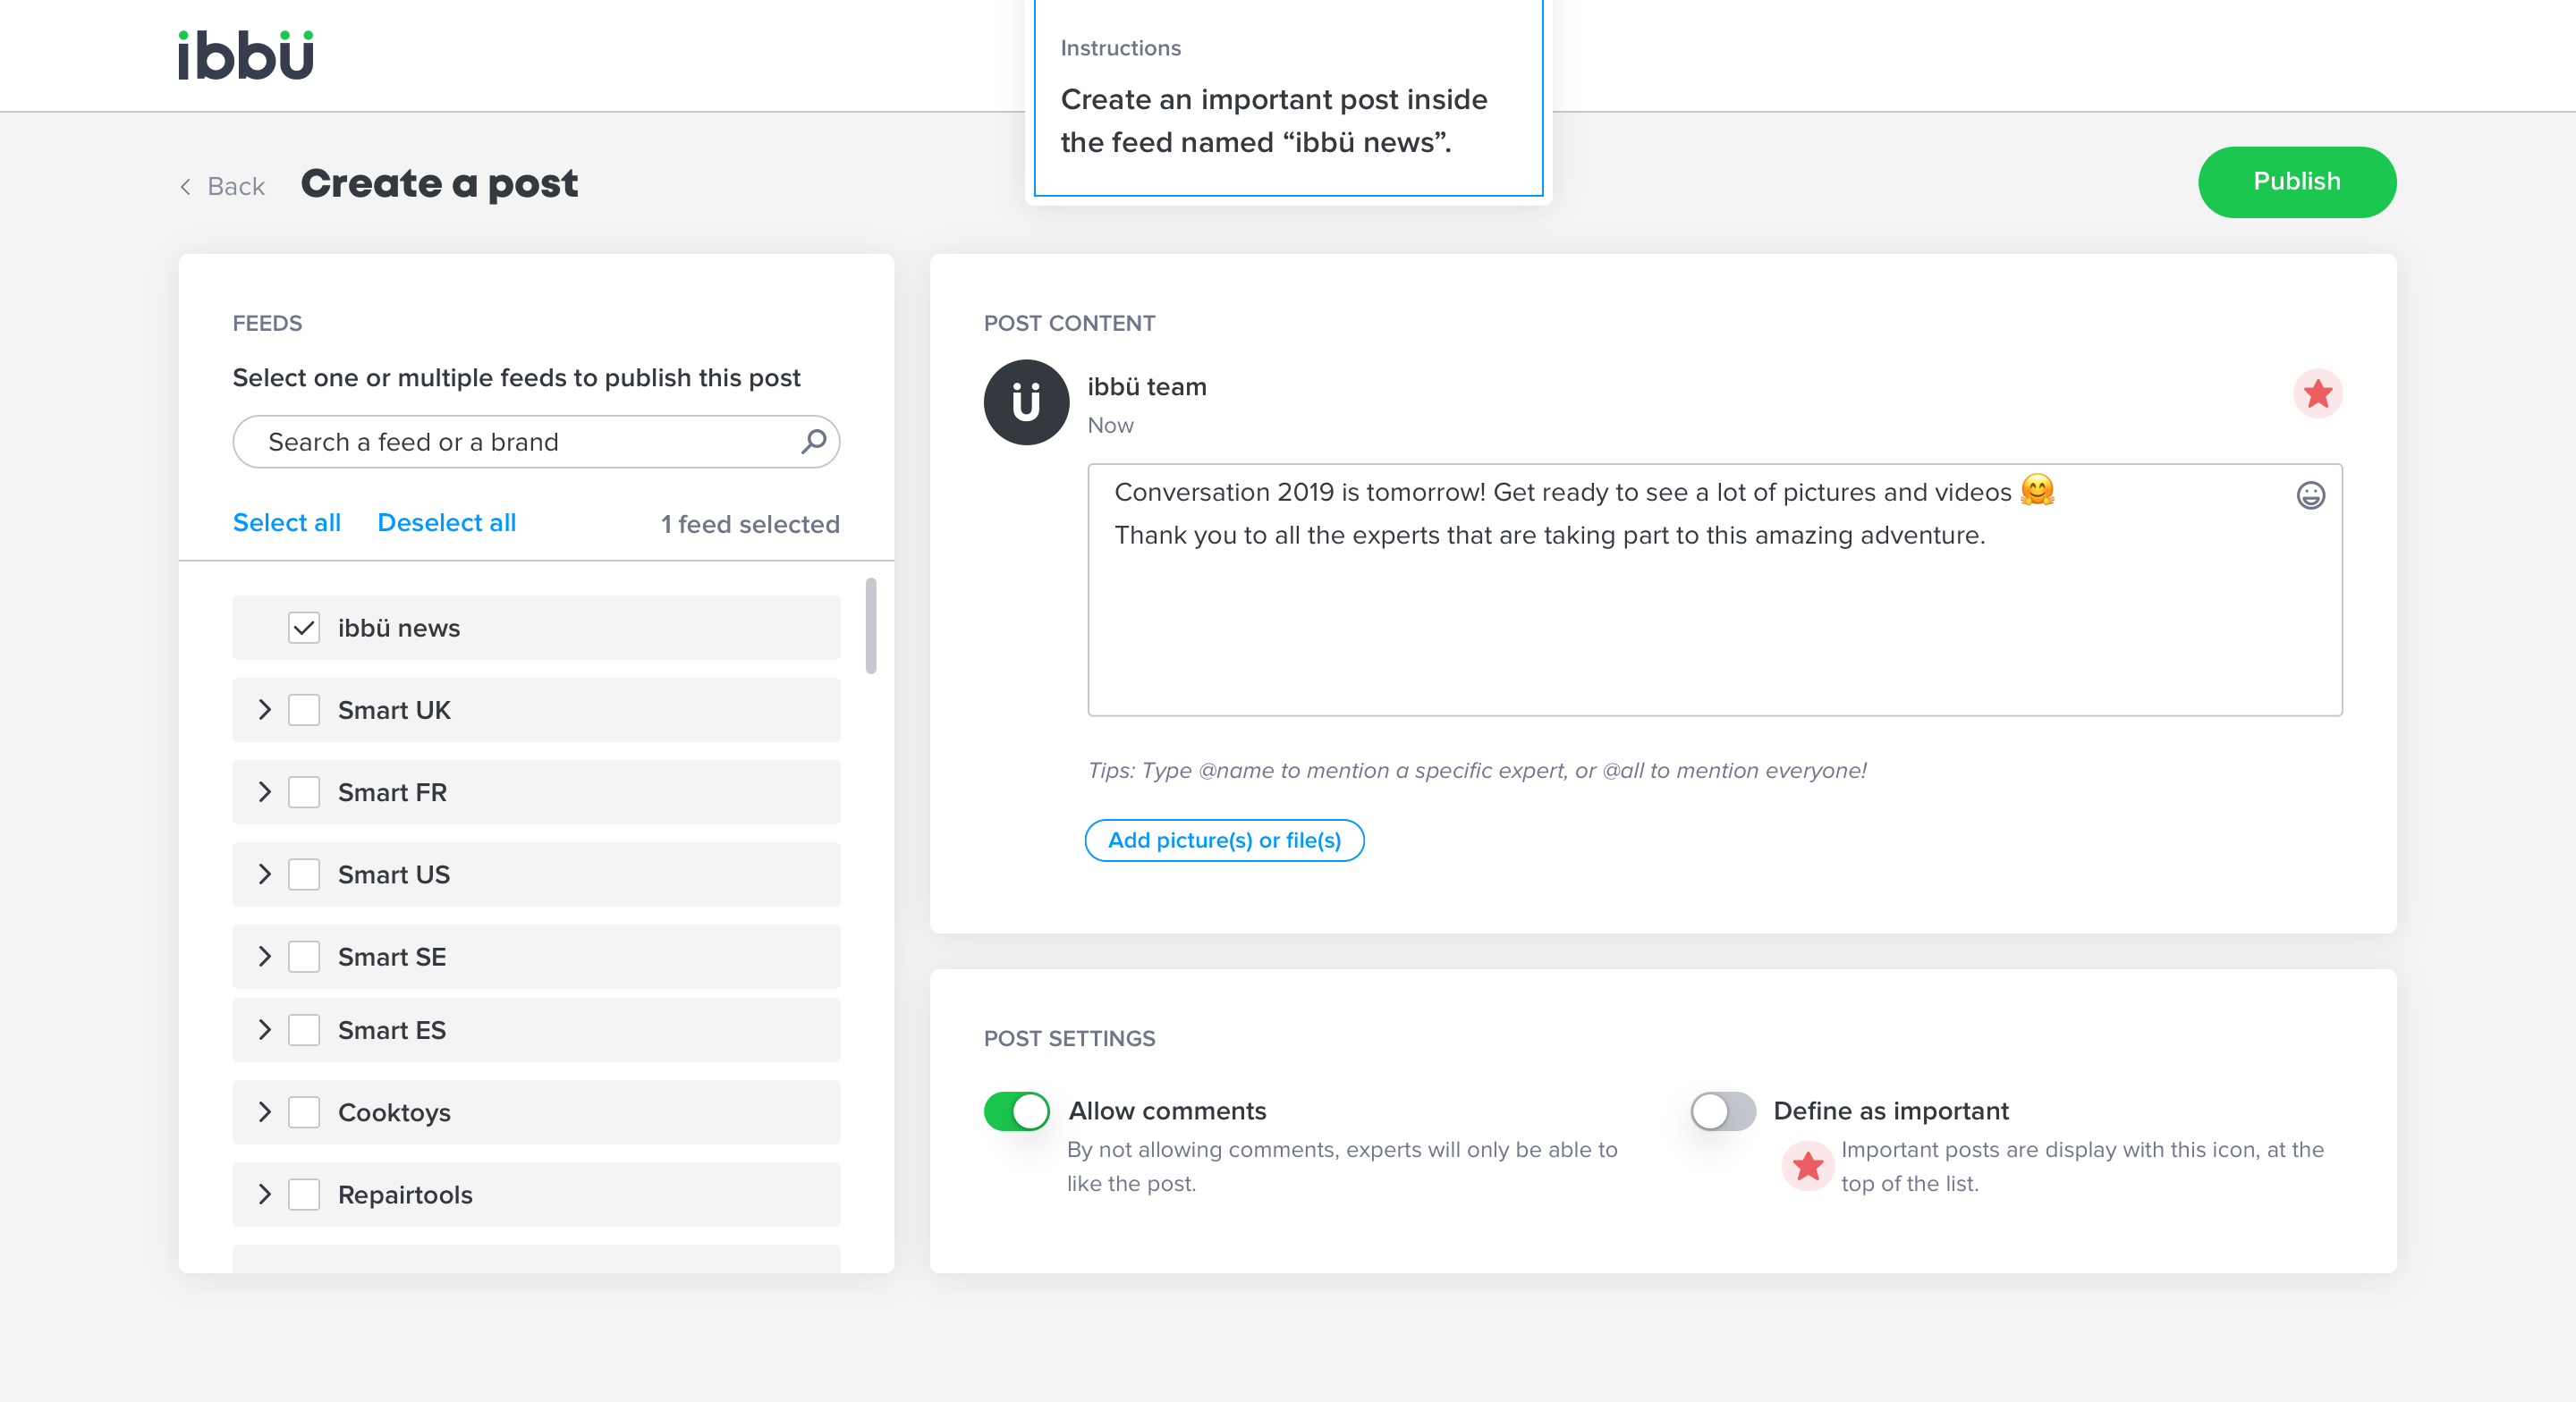 ibbü
Instructions
Create an important post inside
the feed named “ibbü news”.
Back
Create a post
Publish
FEEDS
Select one or multiple feeds to publish this post
Search a feed or a brand
Select all
Deselect all
1 feed selected
ibbü news
Smart UK
Smart FR
Smart US
Smart SE
Smart ES
Cooktoys
Repairtools
POST CONTENT
ü
ibbü team
Now
Conversation 2019 is tomorrow! Get ready to see a lot of pictures and videos 🤗
Thank you to all the experts that are taking part to this amazing adventure.
Tips: Type @name to mention a specific expert, or @all to mention everyone!
Add picture(s) or file(s)
POST SETTINGS
Allow comments
By not allowing comments, experts will only be able to
like the post.
Define as important
Important posts are display with this icon, at the
top of the list.